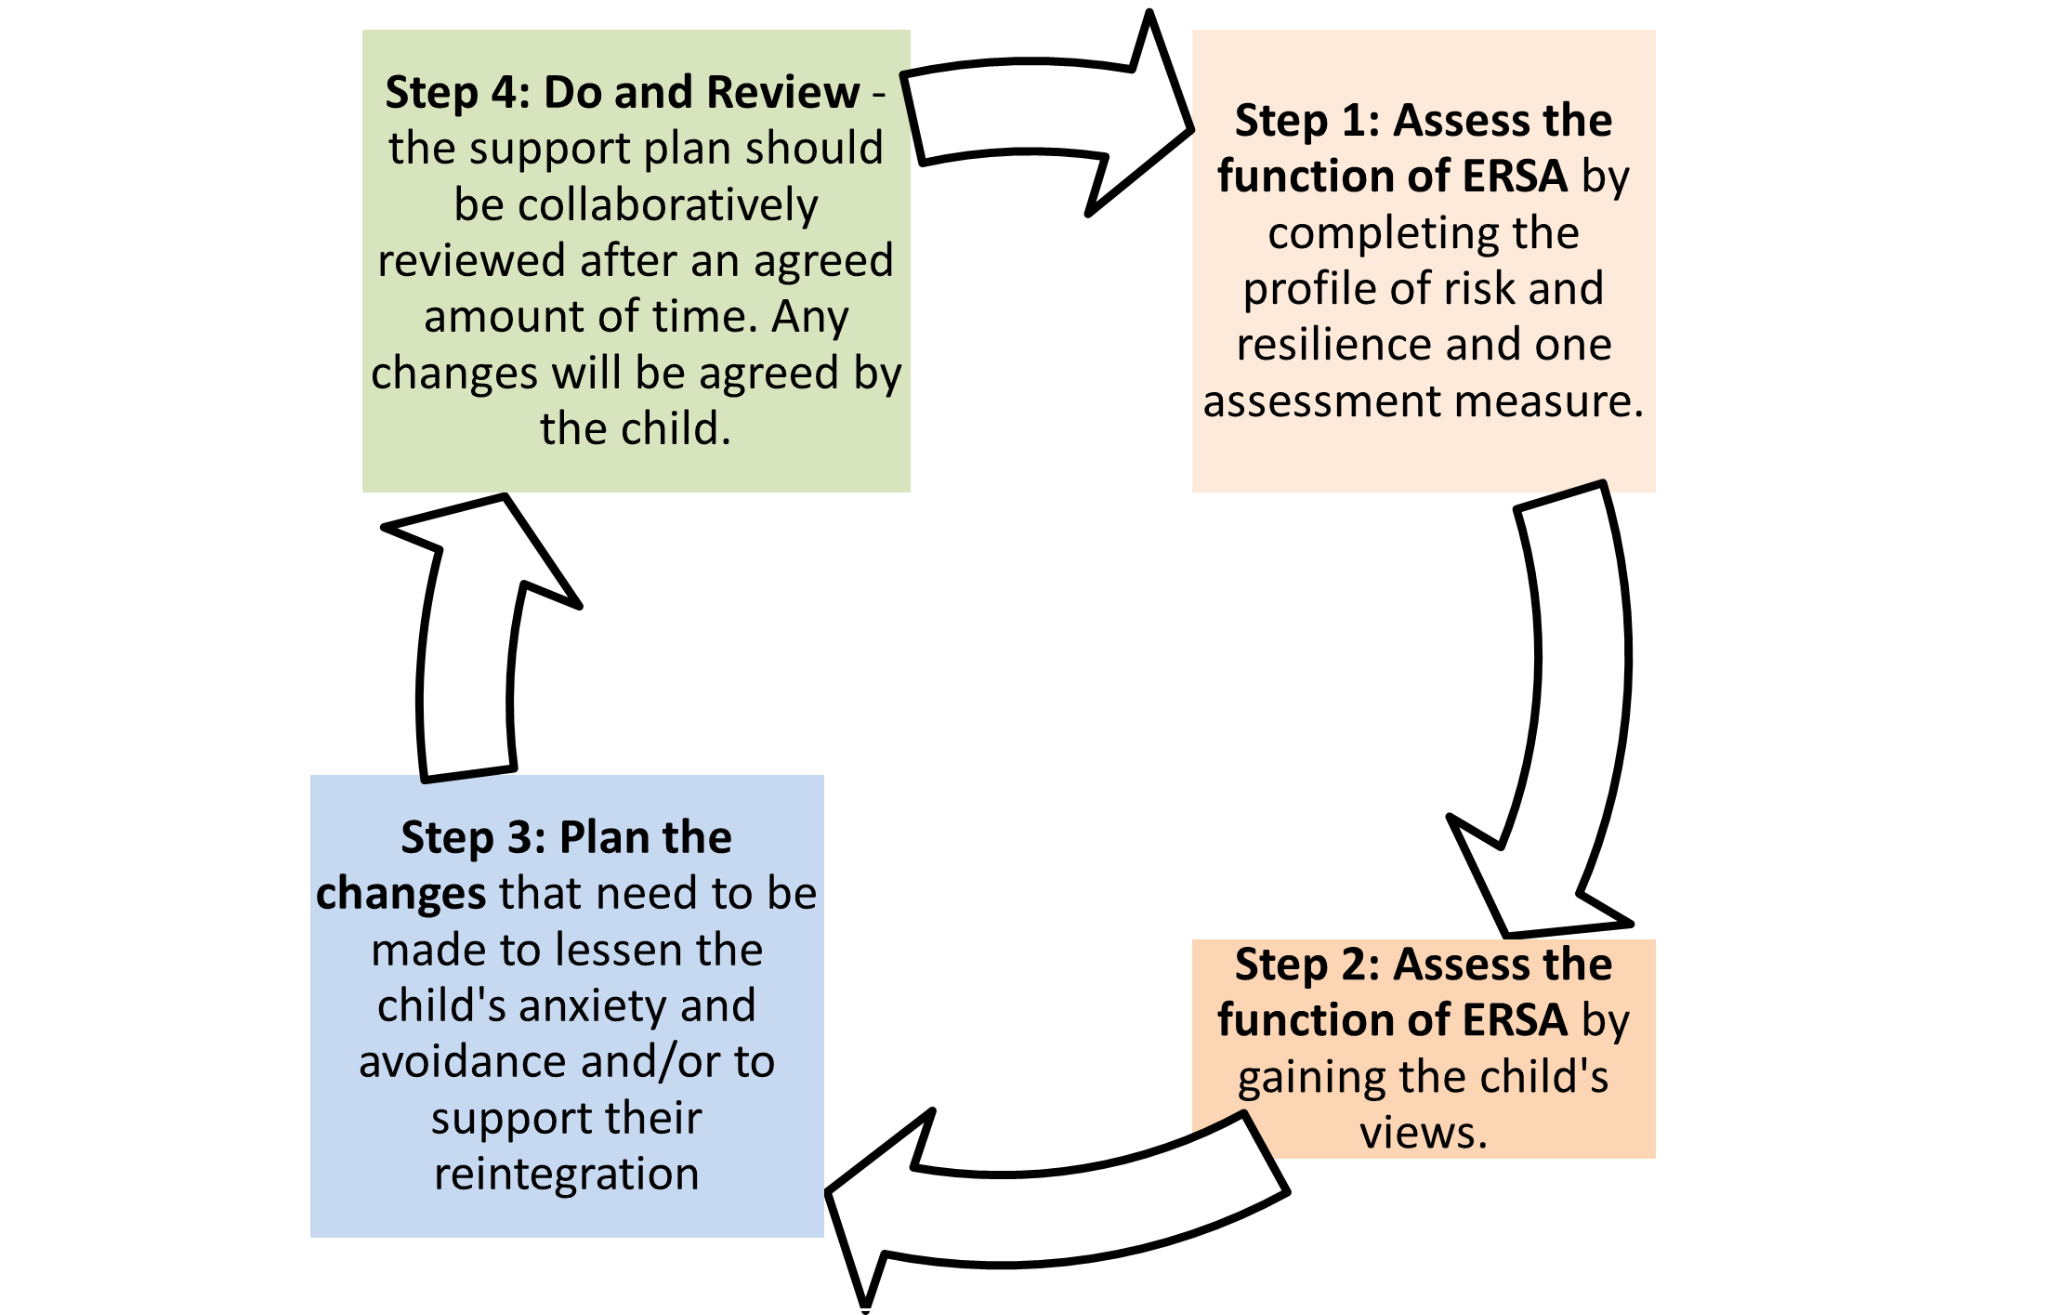 Step 4: Do and Review -
the support plan should
be collaboratively
reviewed after an agreed
amount of time. Any
changes will be agreed by
the child.
Step 1: Assess the
function of ERSA by
completing the
profile of risk and
resilience and one
assessment measure.
Step 2: Assess the
function of ERSA by
gaining the child's
views.
Step 3: Plan the
changes that need to be
made to lessen the
child's anxiety and
avoidance and/or to
support their
reintegration